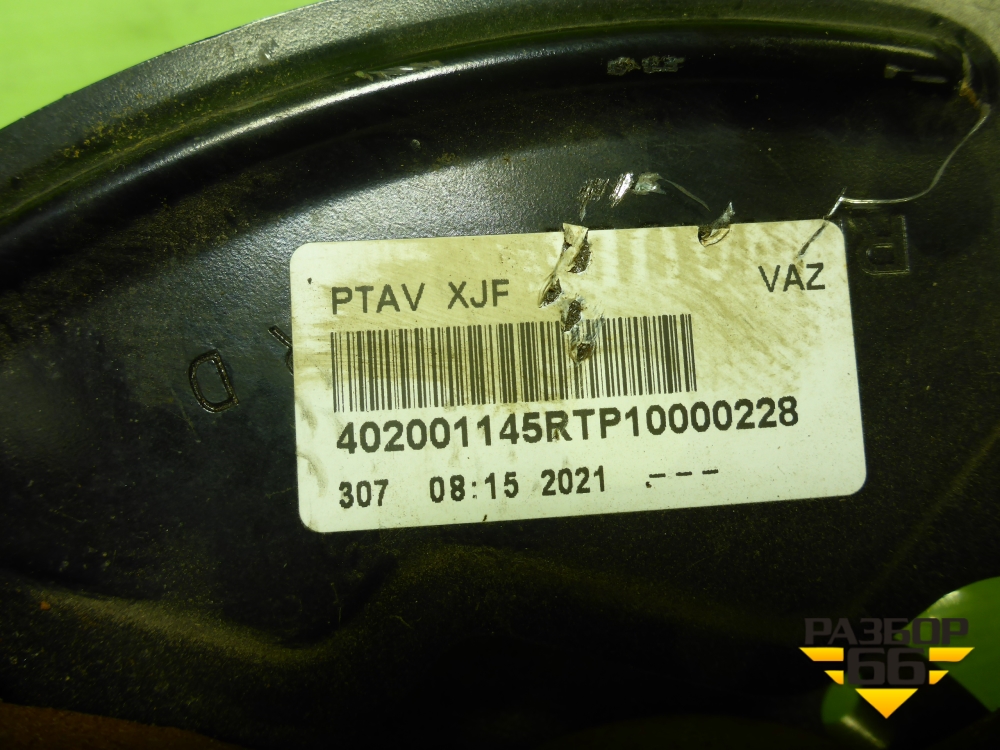 PTAV XJF VAZ
402001145RTP10000228
307 08:15 2021 ---
РАЗБОР
66